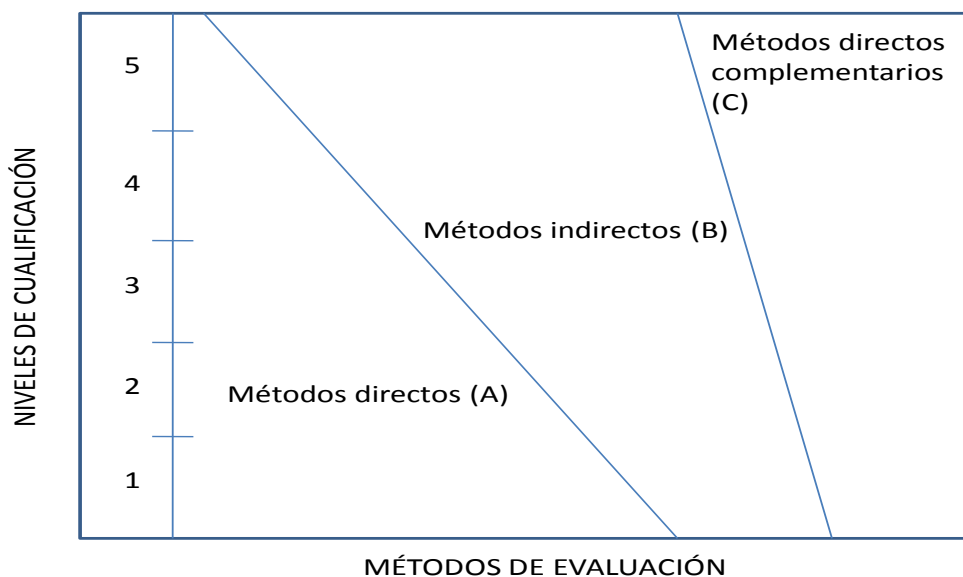 NIVELES DE CUALIFICACIÓN
5
4
3
2
1
Métodos directos
complementarios
(C)
Métodos indirectos (B)
Métodos directos (A)
MÉTODOS DE EVALUACIÓN